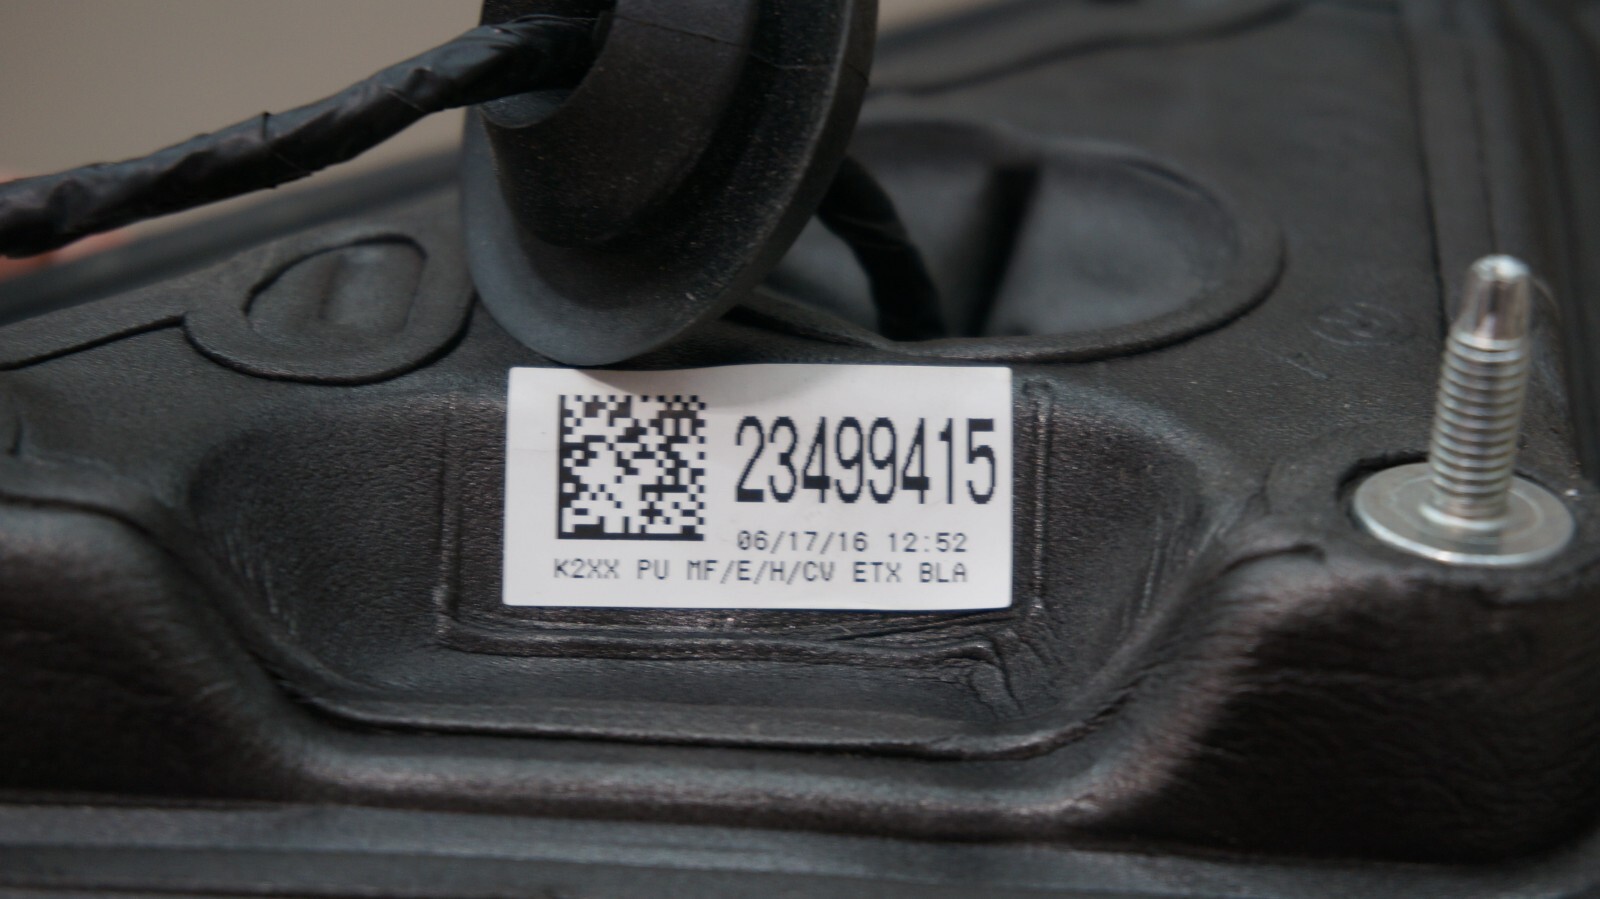 23499415
06/17/16 12:52
K2XX PU MF/E/H/CV ETX BLA